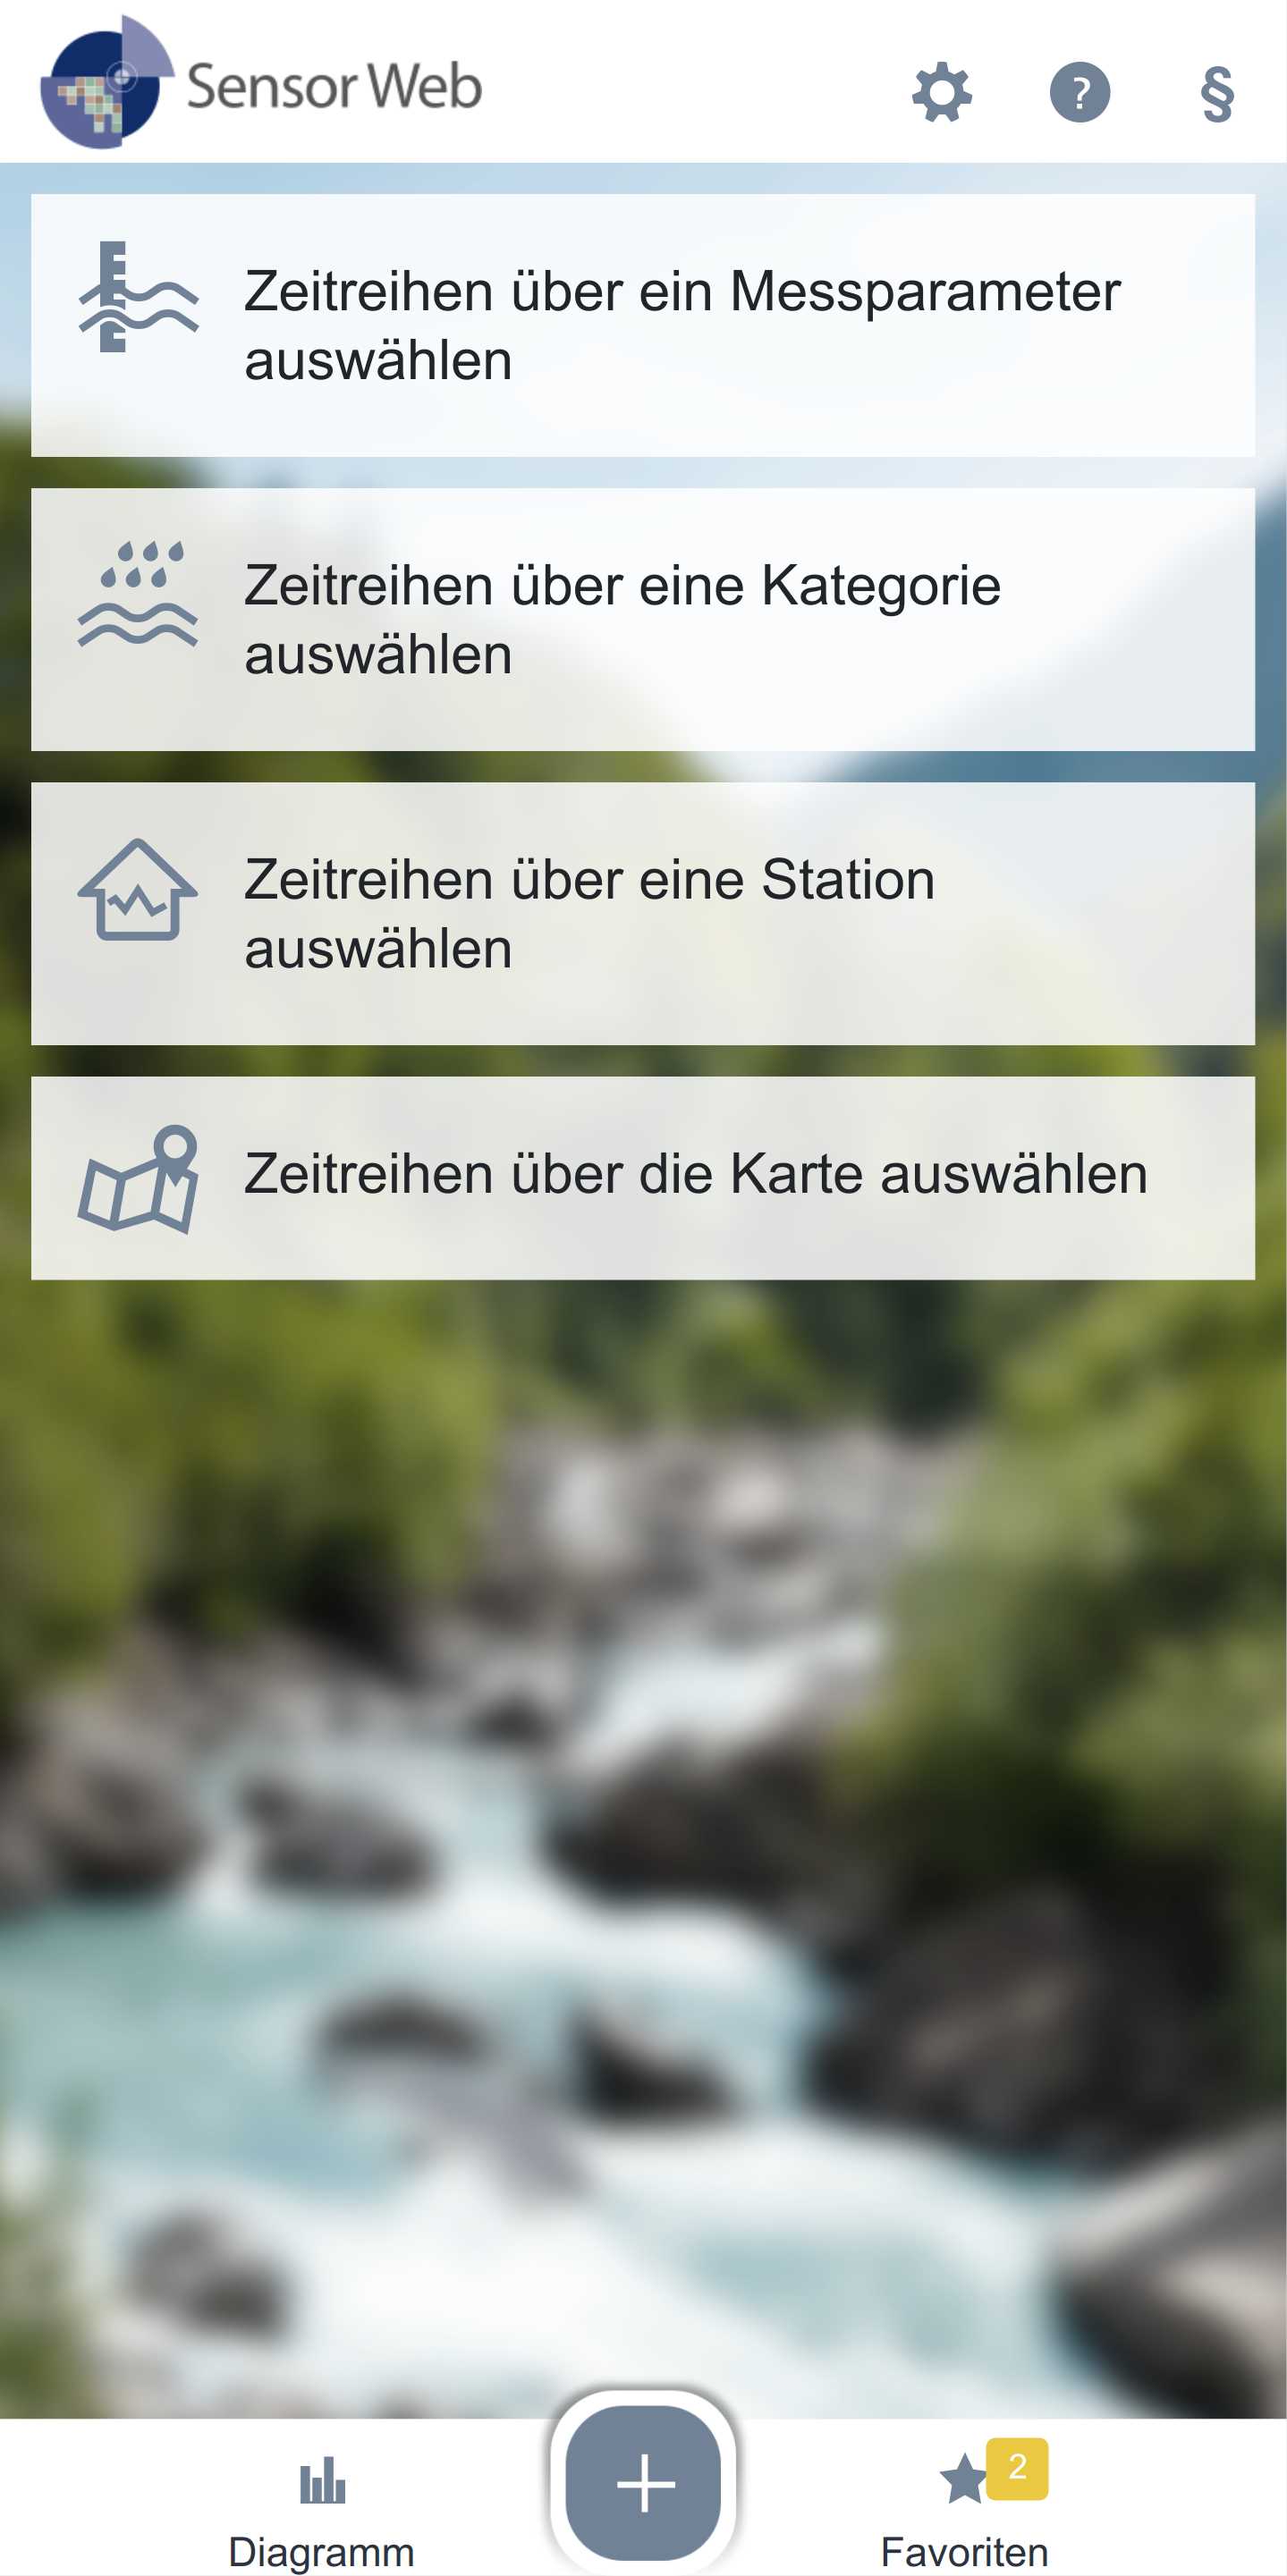 Sensor Web
?
§
Zeitreihen über ein Messparameter
auswählen
Zeitreihen über eine Kategorie
auswählen
Zeitreihen über eine Station
auswählen
Zeitreihen über die Karte auswählen
2
Diagramm
Favoriten